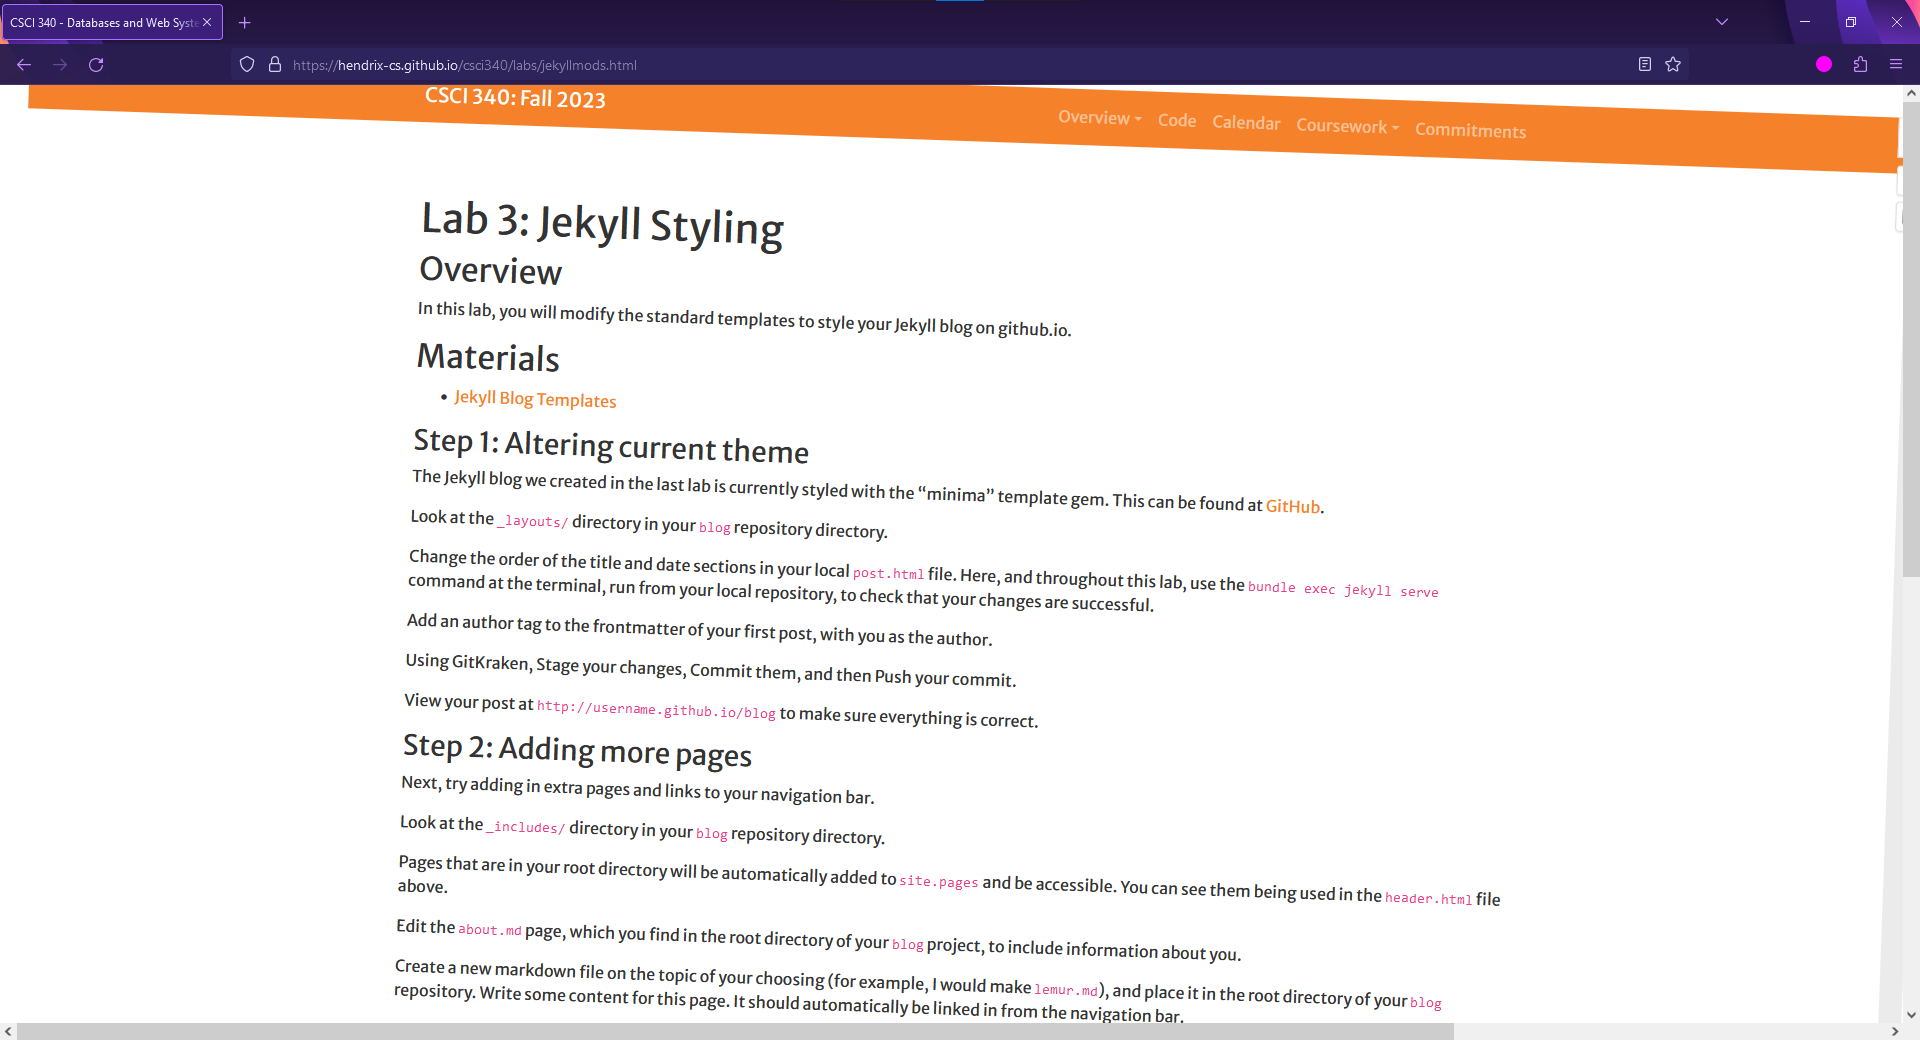 CSCI 340 - Databases and Web Syste
https://hendrix-cs.github.io/csci340/labs/jekyllmods.html
CSCI 340: Fall 2023
Overview Code Calendar Coursework Commitments
Lab 3: Jekyll Styling
Overview
In this lab, you will modify the standard templates to style your Jekyll blog on github.io.
Materials
• Jekyll Blog Templates
Step 1: Altering current theme
The Jekyll blog we created in the last lab is currently styled with the “minima” template gem. This can be found at GitHub.
Look at the _layouts/ directory in your blog repository directory.
Change the order of the title and date sections in your local post.html file. Here, and throughout this lab, use the bundle exec jekyll serve
command at the terminal, run from your local repository, to check that your changes are successful.
Add an author tag to the frontmatter of your first post, with you as the author.
Using GitKraken, Stage your changes, Commit them, and then Push your commit.
View your post at http://username.github.io/blog to make sure everything is correct.
Step 2: Adding more pages
Next, try adding in extra pages and links to your navigation bar.
Look at the _includes/ directory in your blog repository directory.
Pages that are in your root directory will be automatically added to site.pages and be accessible. You can see them being used in the header.html file
above.
Edit the about.md page, which you find in the root directory of your blog project, to include information about you.
Create a new markdown file on the topic of your choosing (for example, I would make lemur.md), and place it in the root directory of your blog
repository. Write some content for this page. It should automatically be linked in from the navigation bar.